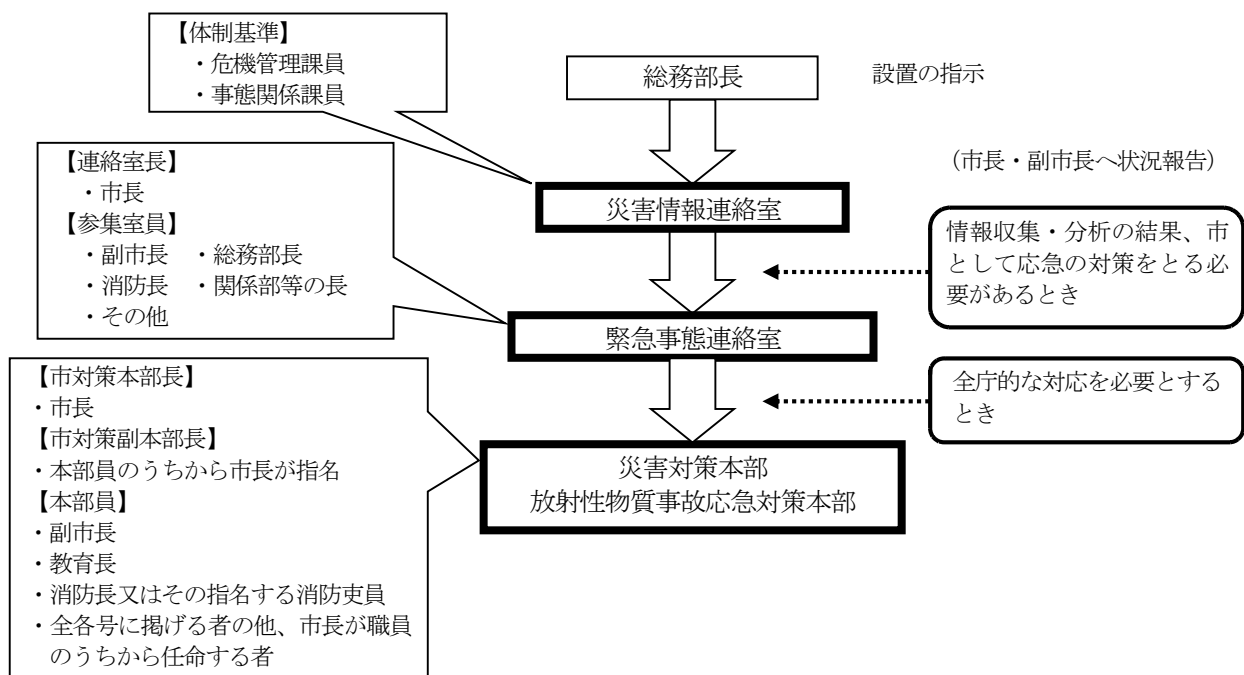 【体制基準】
・危機管理課員
・事態関係課員
総務部長
設置の指示
【連絡室長】
・市長
【参集室員】
・副市長 ・総務部長
・消防長 ・関係部等の長
・その他
(市長・副市長へ状況報告)
災害情報連絡室
情報収集・分析の結果、市
として応急の対策をとる必
要があるとき
緊急事態連絡室
【市対策本部長】
・市長
【市対策副本部長】
・本部員のうちから市長が指名
【本部員】
・副市長
・教育長
・消防長又はその指名する消防吏員
・全各号に掲げる者の他、市長が職員
のうちから任命する者
全庁的な対応を必要とする
とき
災害対策本部
放射性物質事故応急対策本部